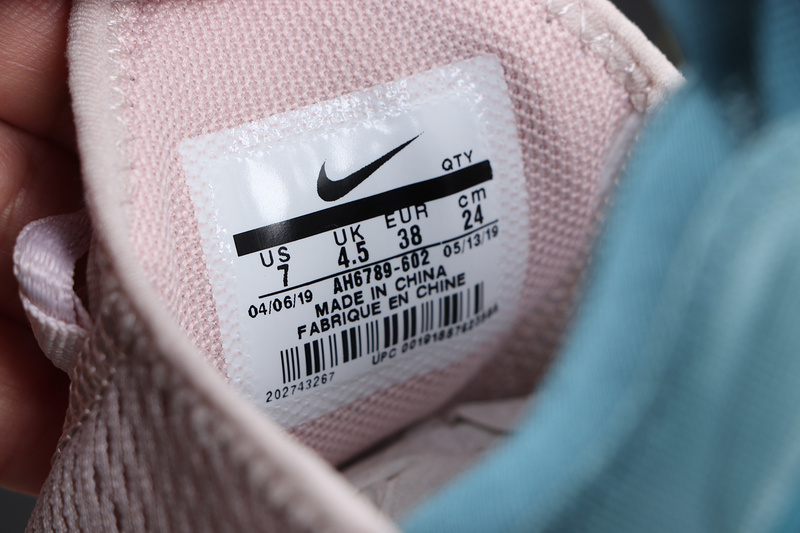 QTY
US UK EUR cm
7 4.5 38 24
AH6789-602
04/06/19 05/13/19
MADE IN CHINA
FABRIQUE EN CHINE
UPC
202743267